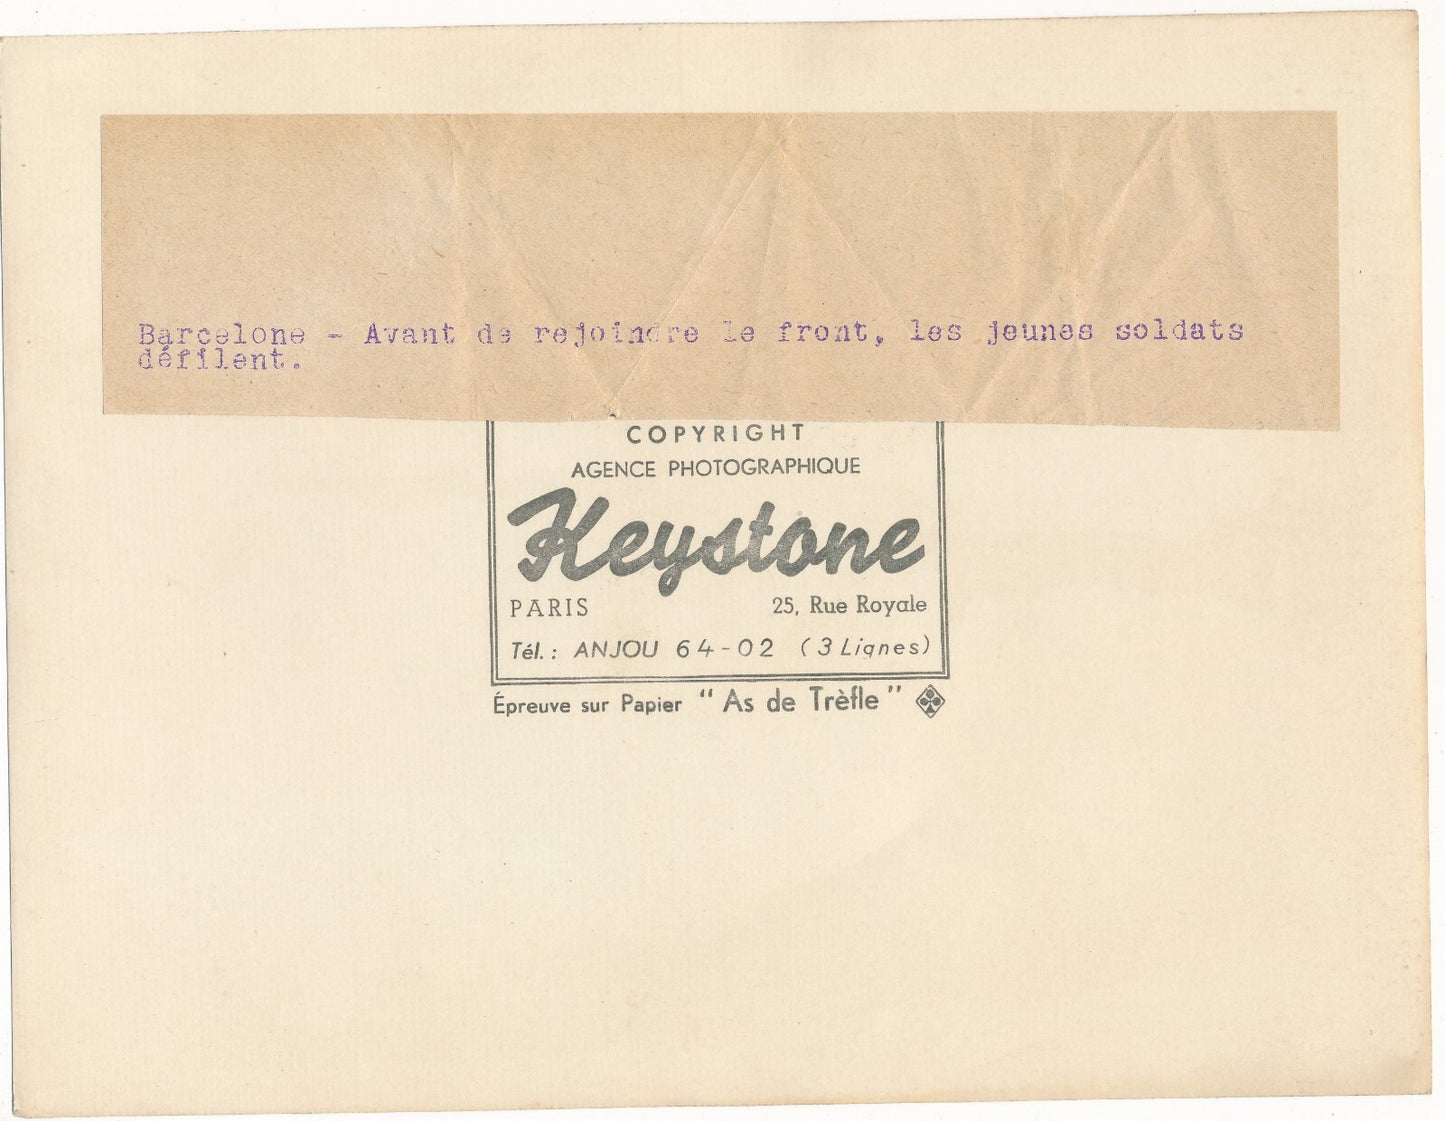 Barcelone - Avant de rejoindre le front, les jeunes soldats
défilent.
COPYRIGHT
AGENCE PHOTOGRAPHIQUE
Keystone
PARIS 25, Rue Royale
Tél. : ANJOU 64-02 (3 Lignes)
Épreuve sur Papier "As de Trèfle"